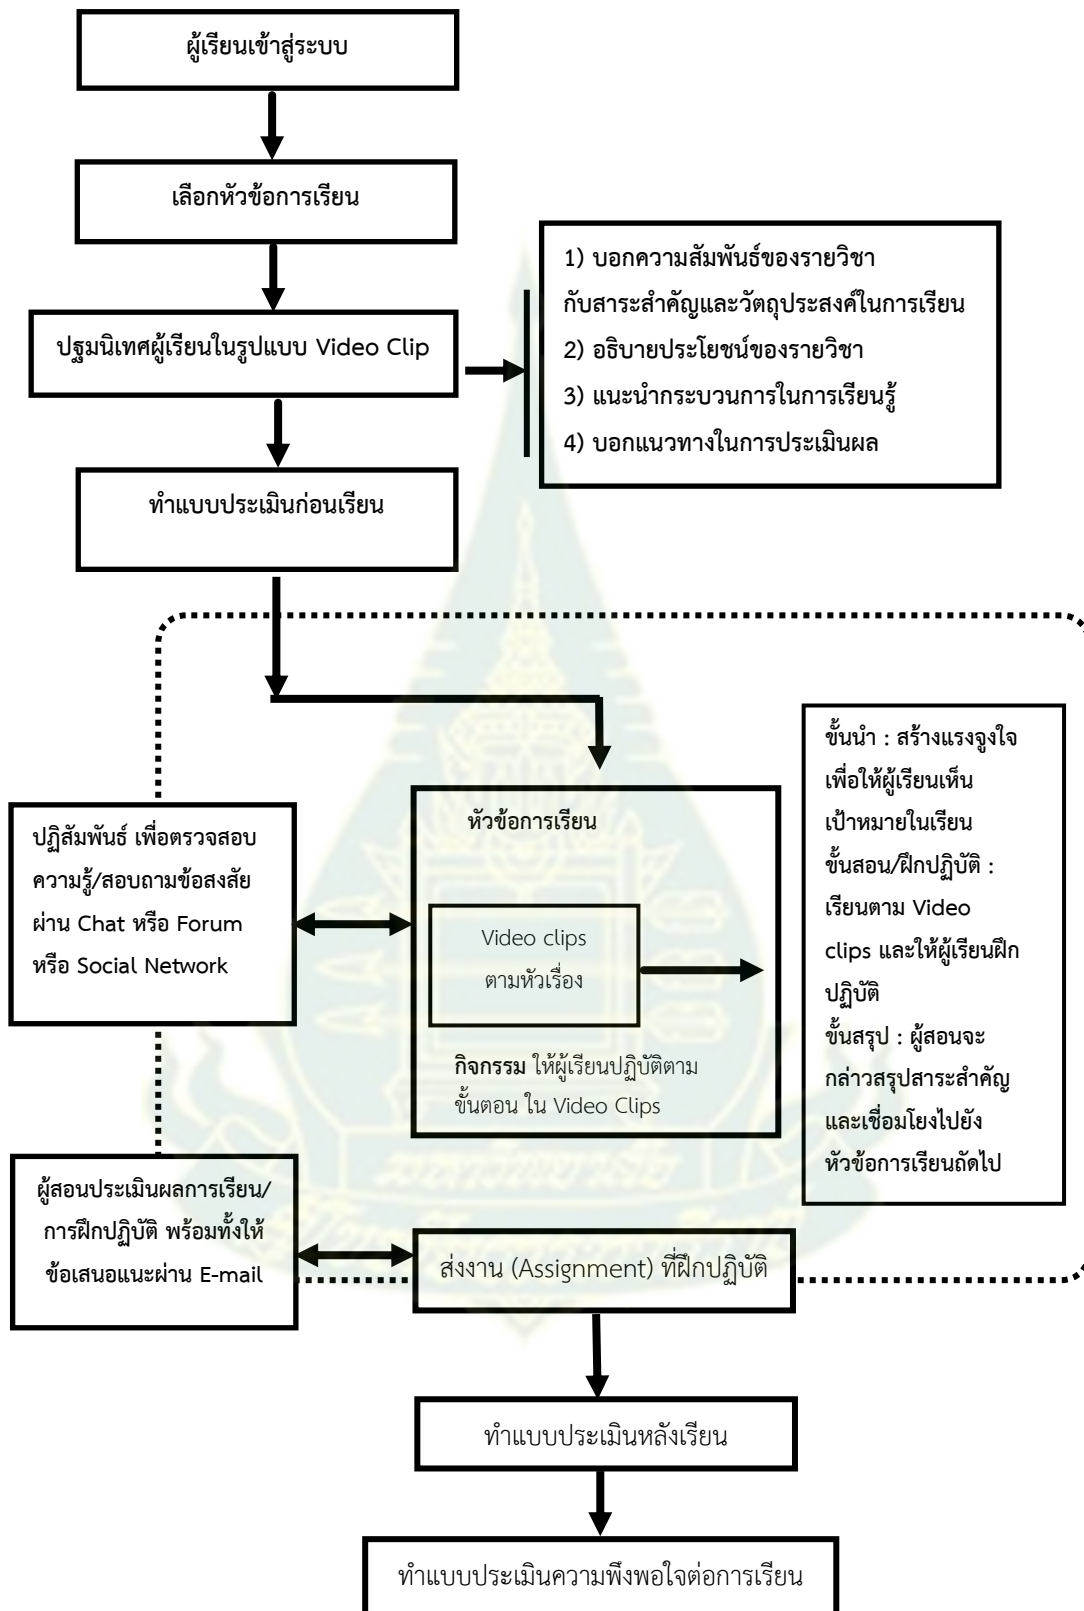 ผู้เรียนเข้าสู่ระบบ
เลือกหัวข้อการเรียน
ปฐมนิเทศผู้เรียนในรูปแบบ Video Clip
1) บอกความสัมพันธ์ของรายวิชา
กับสาระสำคัญและวัตถุประสงค์ในการเรียน
2) อธิบายประโยชน์ของรายวิชา
3) แนะนำกระบวนการในการเรียนรู้
4) บอกแนวทางในการประเมินผล
ทำแบบประเมินก่อนเรียน
ปฏิสัมพันธ์ เพื่อตรวจสอบ
ความรู้/สอบถามข้อสงสัย
ผ่าน Chat หรือ Forum
หรือ Social Network
หัวข้อการเรียน
Video clips
ตามหัวเรื่อง
กิจกรรม ให้ผู้เรียนปฏิบัติตาม
ขั้นตอน ใน Video Clips
ขั้นนำ : สร้างแรงจูงใจ
เพื่อให้ผู้เรียนเห็น
เป้าหมายในเรียน
ขั้นสอน/ฝึกปฏิบัติ :
เรียนตาม Video
clips และให้ผู้เรียนฝึก
ปฏิบัติ
ขั้นสรุป : ผู้สอนจะ
กล่าวสรุปสาระสำคัญ
และเชื่อมโยงไปยัง
หัวข้อการเรียนถัดไป
ผู้สอนประเมินผลการเรียน/
การฝึกปฏิบัติ พร้อมทั้งให้
ข้อเสนอแนะผ่าน E-mail
ส่งงาน (Assignment) ที่ฝึกปฏิบัติ
ทำแบบประเมินหลังเรียน
ทำแบบประเมินความพึงพอใจต่อการเรียน